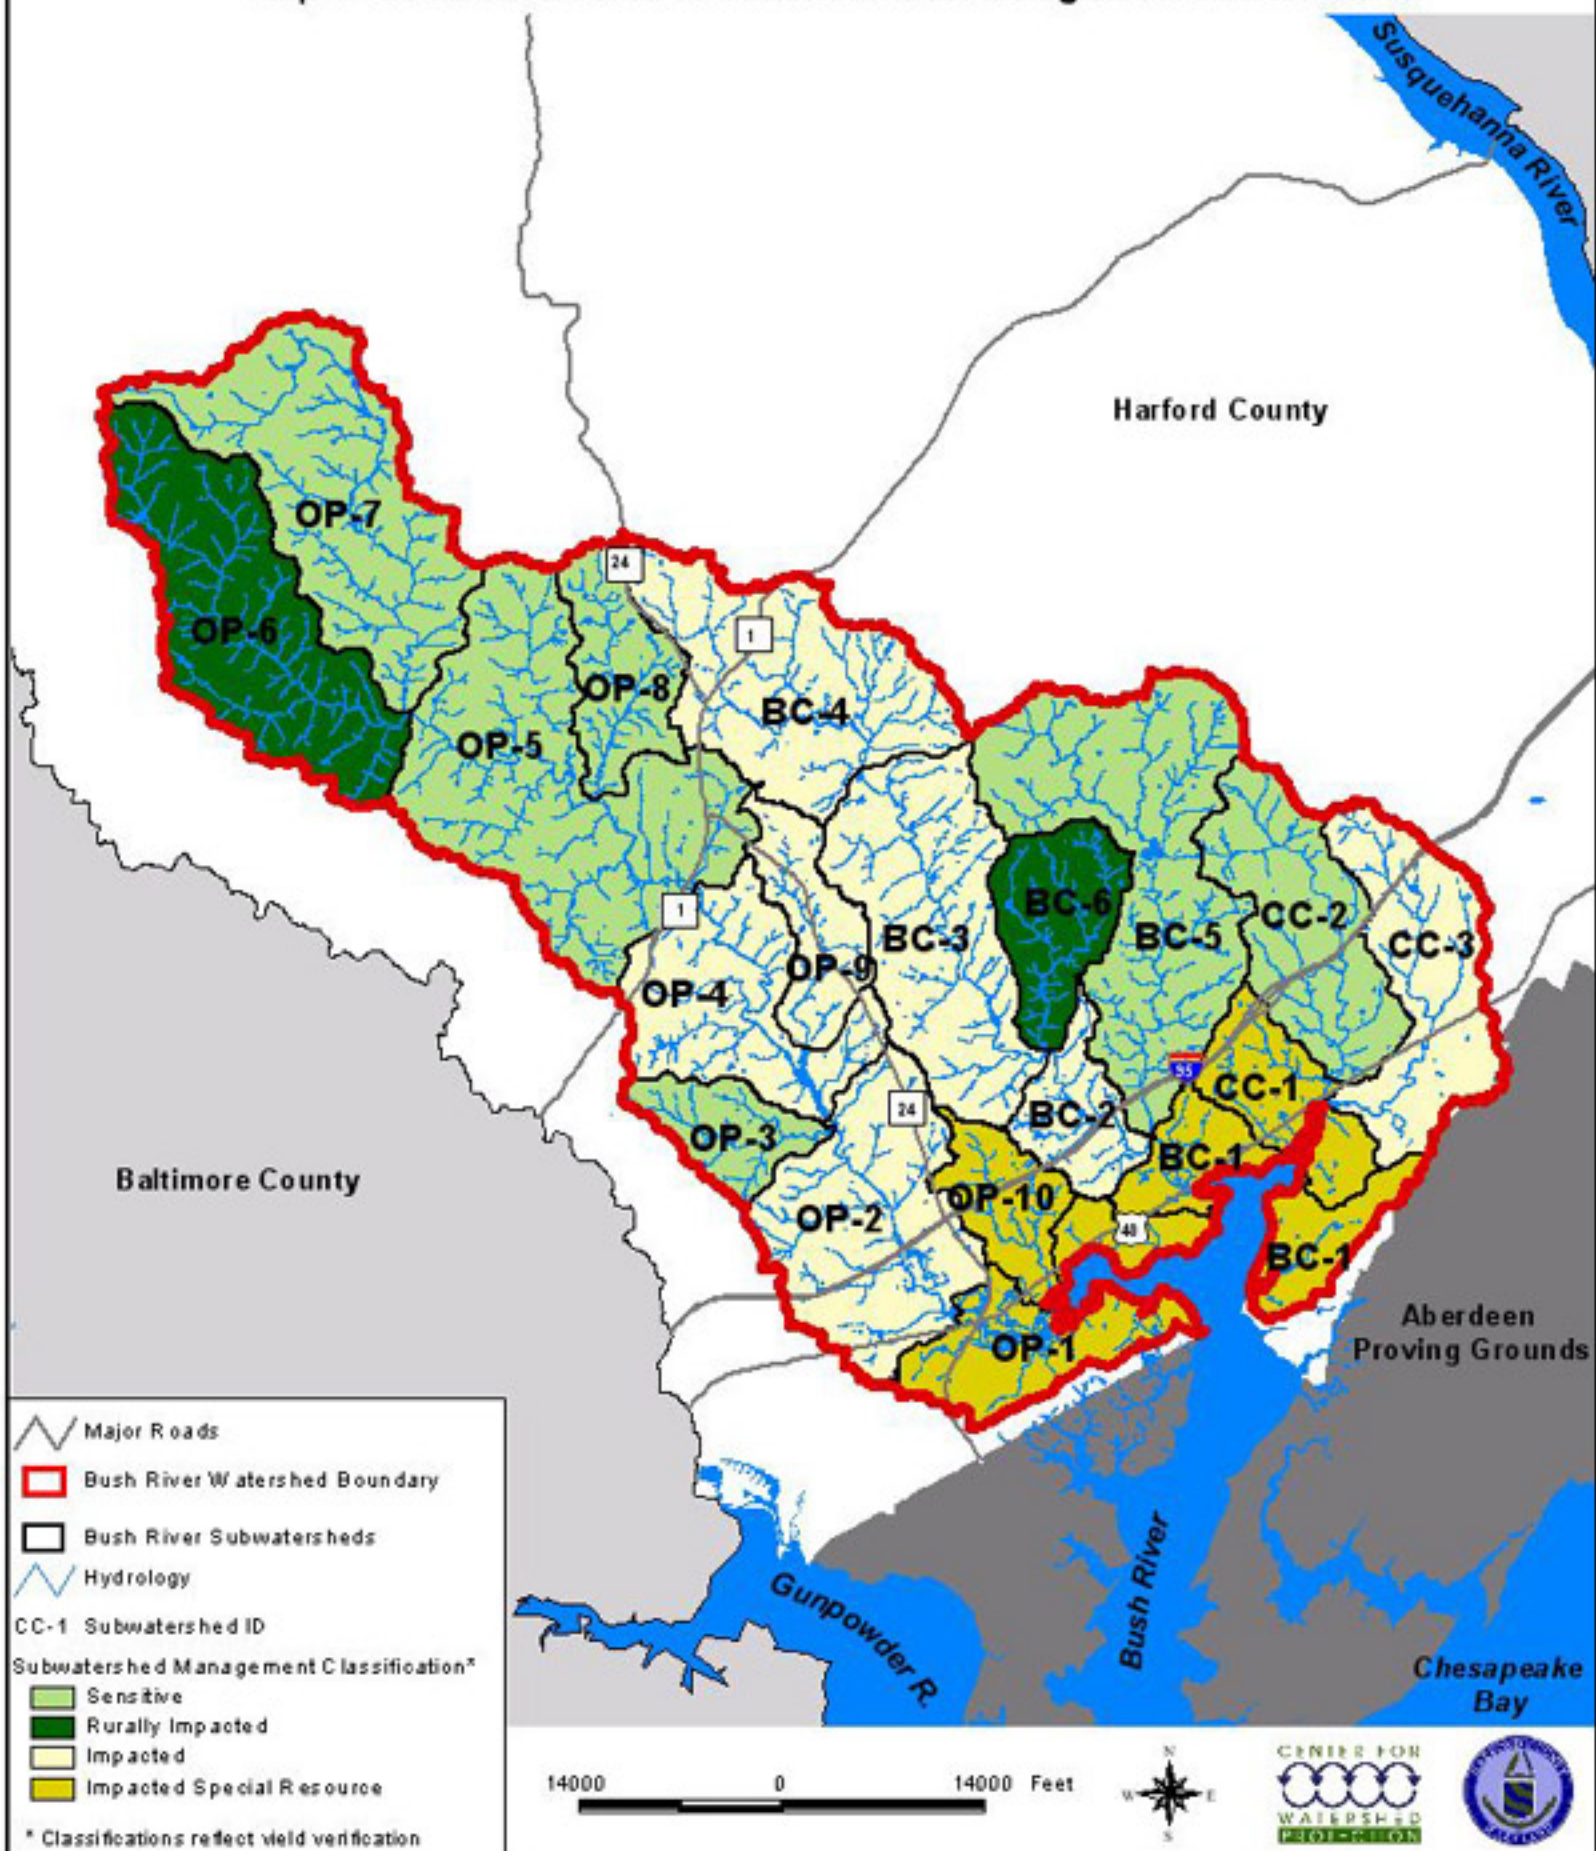 Susquehanna River
Harford County
OP-7
24
OP-6
1
OP-8
BC-4
OP-5
BC-6
1
BC-3
BC-5
CC-2
CC-3
OP-9
OP-4
95
CC-1
24
BC-2
OP-3
BC-1
Baltimore County
OP-10
OP-2
40
BC-1
Aberdeen
Proving Grounds
OP-1
Major Roads
Bush River Watershed Boundary
Bush River Subwatersheds
Hydrology
CC-1 Subwatershed ID
Subwatershed Management Classification*
Sensitive
Rurally Impacted
Impacted
Impacted Special Resource
* Classifications reflect vield verification
Gunpowder R.
Bush River
Chesapeake
Bay
14000 0 14000 Feet
N
W E
S
CENTER FOR
WATERSHED
PROTECTION